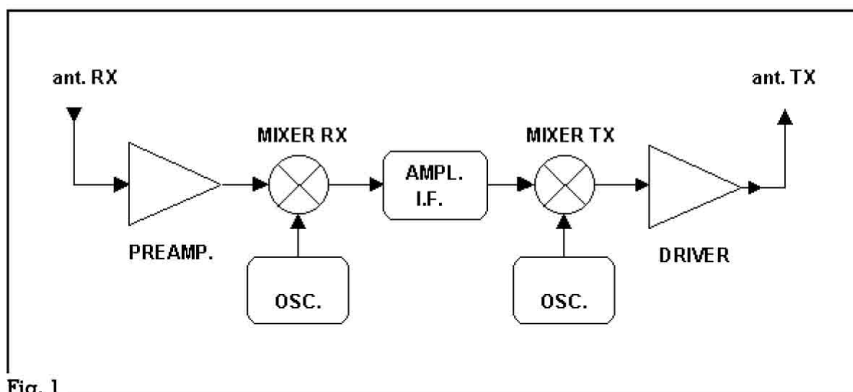 ant. RX
ant. TX
MIXER RX
MIXER TX
AMPL.
I.F.
PREAMP.
DRIVER
OSC.
OSC.
Fig. 1